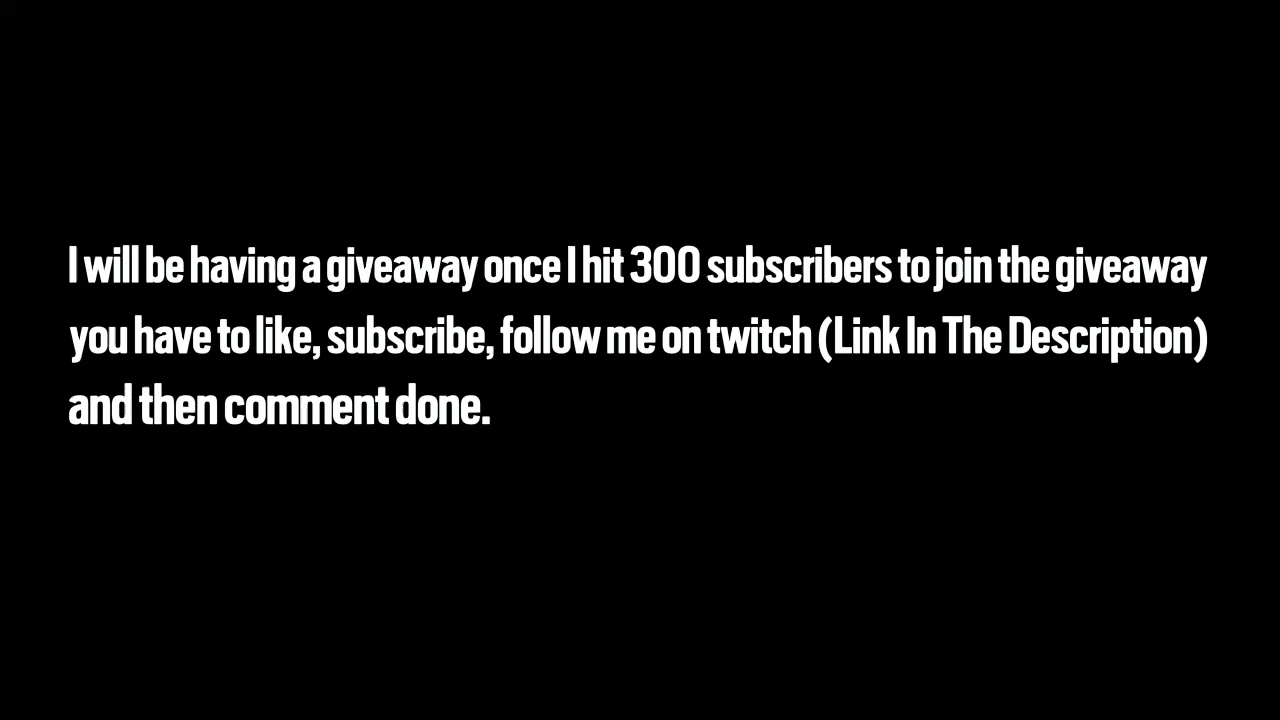 I will be having a giveaway once I hit 300 subscribers to join the giveaway
you have to like, subscribe, follow me on twitch (Link In The Description)
and then comment done.